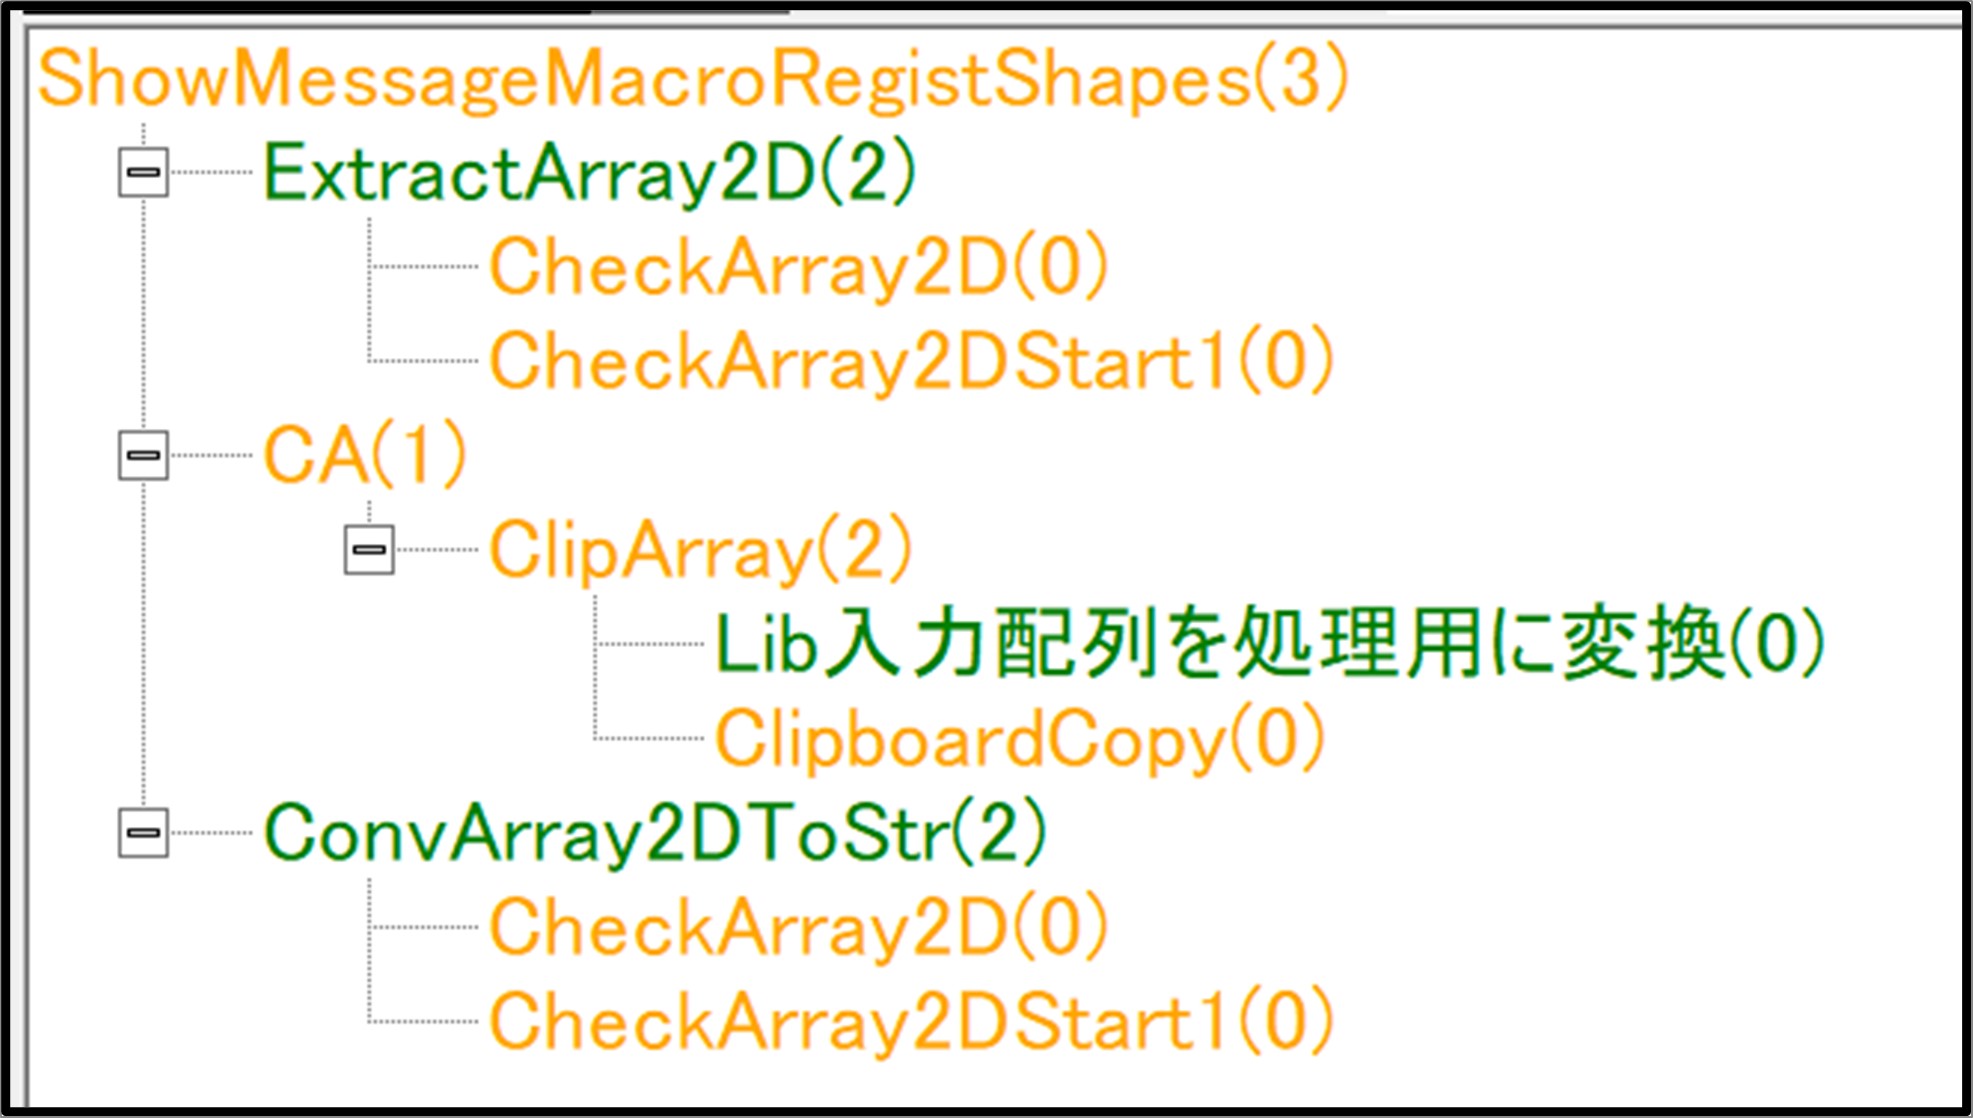 ShowMessageMacroRegistShapes(3)
ExtractArray2D(2)
CheckArray2D(0)
CheckArray2DStart1(0)
CA(1)
ClipArray(2)
Lib入力配列を処理用に変換(0)
ClipboardCopy(0)
ConvArray2DToStr(2)
CheckArray2D(0)
CheckArray2DStart1(0)